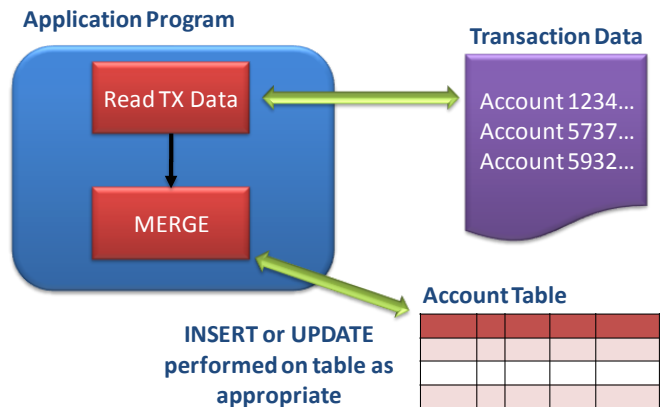 Application Program
Transaction Data
Read TX Data
Account 1234...
Account 5737...
Account 5932...
MERGE
Account Table
INSERT or UPDATE
performed on table as
appropriate